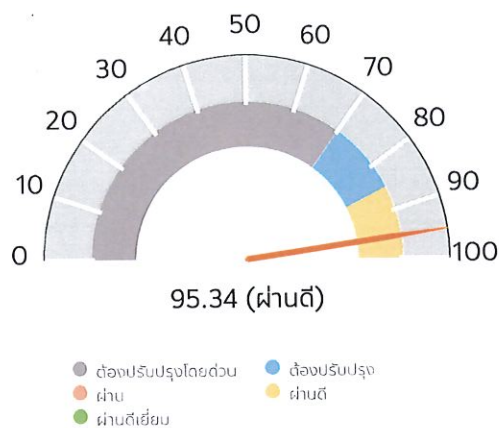 50
40
60
30
70
20
80
10
90
0
100
95.34 (ผ่านดี)
ต้องปรับปรุงโดยด่วน
ต้องปรับปรุง
ผ่าน
ผ่านดี
ผ่านดีเยี่ยม